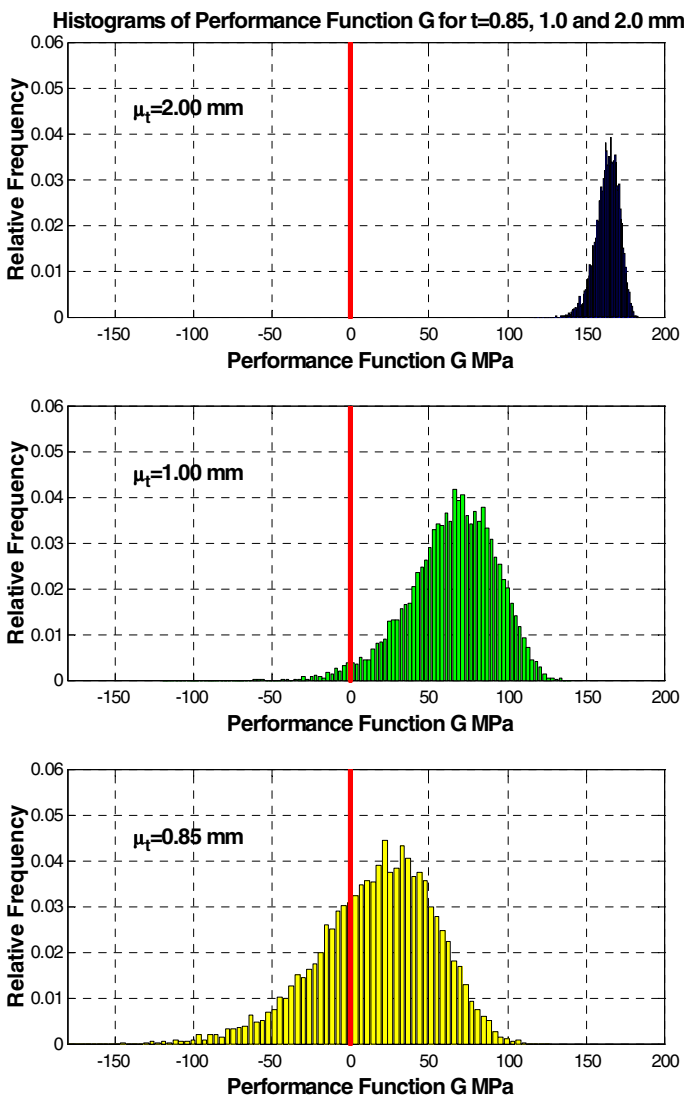 Histograms of Performance Function G for t=0.85, 1.0 and 2.0 mm
0.06
0.05
0.04
0.03
0.02
0.01
0
Relative Frequency
μt=2.00 mm
-150 -100 -50 0 50 100 150 200
Performance Function G MPa
0.06
0.05
0.04
0.03
0.02
0.01
0
Relative Frequency
μt=1.00 mm
-150 -100 -50 0 50 100 150 200
Performance Function G MPa
0.06
0.05
0.04
0.03
0.02
0.01
0
Relative Frequency
μt=0.85 mm
-150 -100 -50 0 50 100 150 200
Performance Function G MPa